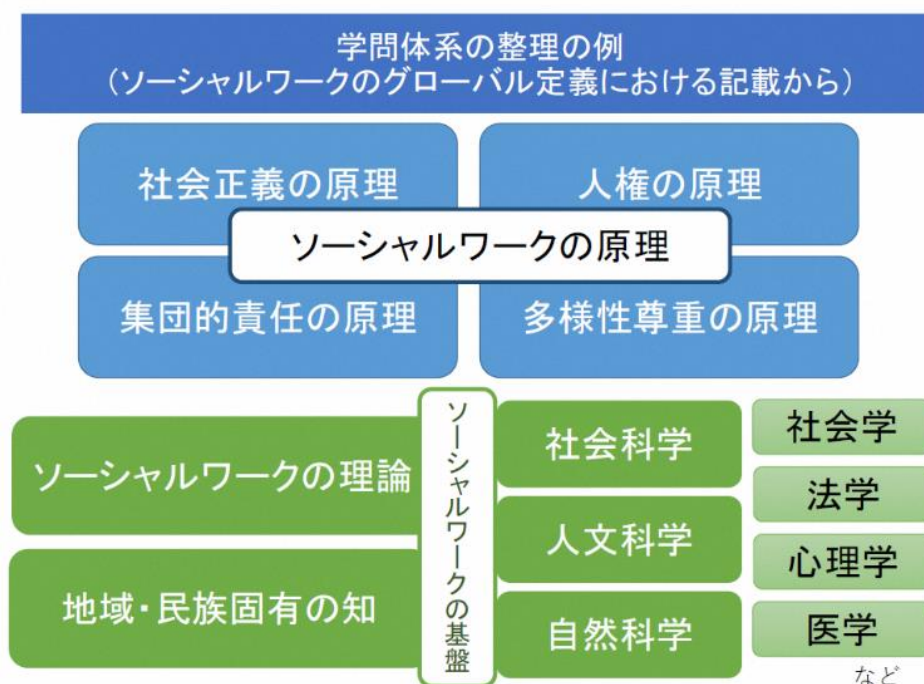 学問体系の整理の例
（ソーシャルワークのグローバル定義における記載から）
社会正義の原理
人権の原理
ソーシャルワークの原理
集団的責任の原理
多様性尊重の原理
ソーシャルワークの理論
地域・民族固有の知
ソーシャルワークの基盤
社会科学
人文科学
自然科学
社会学
法学
心理学
医学
など